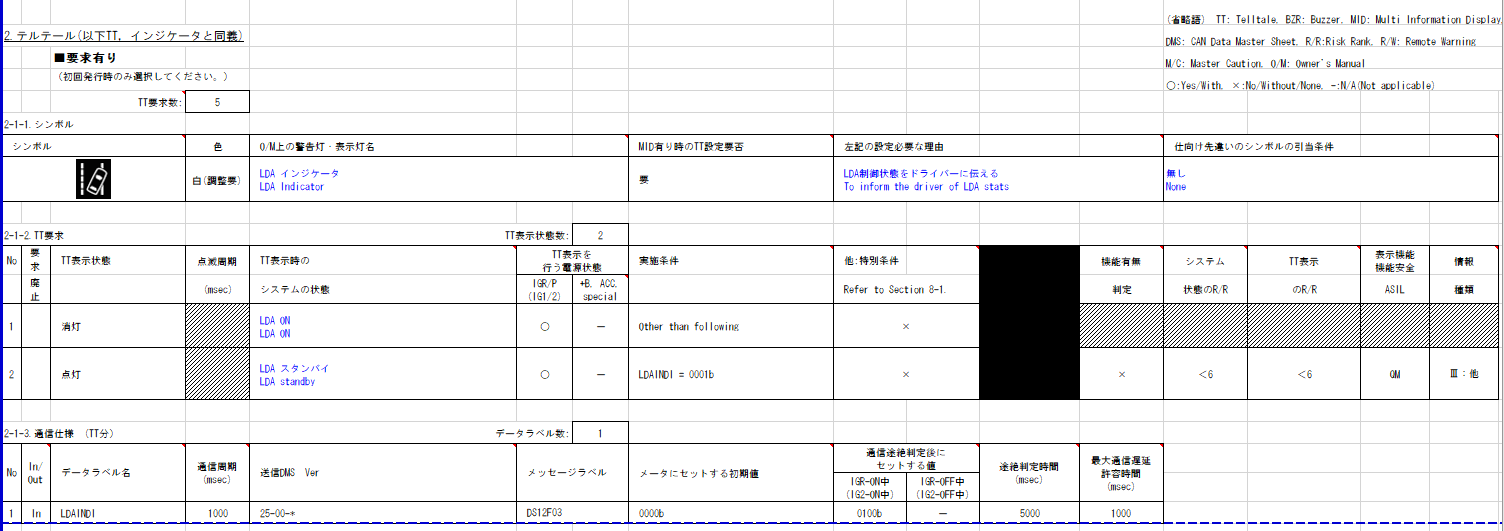 (省略語) TT: Telltale, BZR: Buzzer, MID: Multi Information Display,
2.テルテール(以下TT, インジケータと同義)
DMS: CAN Data Master Sheet, R/R:Risk Rank, R/W: Remote Warning
■要求有り
M/C: Master Caution, O/M: Owner's Manual
(初回発行時のみ選択してください。)
○:Yes/With, ×:No/Without/None, -:N/A(Not applicable)
TT要求数: 5
2-1-1.シンボル
シンボル 色 O/M上の警告灯・表示灯名 MID有り時のTT設定要否 左記の設定必要な理由 仕向け先違いのシンボルの引当条件
白(調整要) LDA インジケータ 要 LDA制御状態をドライバーに伝える 無し
LDA Indicator To inform the driver of LDA stats None
2-1-2.TT要求 TT表示状態数: 2
No 要求 TT表示状態 点滅周期 TT表示時の TT表示を行う電源状態 実施条件 他:特別条件 機能有無 システム TT表示 表示機能機能安全 情報
廃止 (msec) システムの状態 IGR/P (IG1/2) +B, ACC, special Refer to Section 8-1. 判定 状態のR/R のR/R ASIL 種類
1 消灯 LDA ON ○ － Other than following ×
LDA ON
2 点灯 LDA スタンバイ ○ － LDAINDI = 0001b × × <6 <6 QM Ⅲ:他
LDA standby
2-1-3.通信仕様 (TT分) データラベル数: 1
No In/Out データラベル名 通信周期 (msec) 送信DMS Ver メッセージラベル メータにセットする初期値 通信途絶判定後にセットする値 途絶判定時間 (msec) 最大通信遅延許容時間 (msec)
IGR-ON中 (IG2-ON中) IGR-OFF中 (IG2-OFF中)
1 In LDAINDI 1000 25-00-* DS12F03 0000b 0100b － 5000 1000